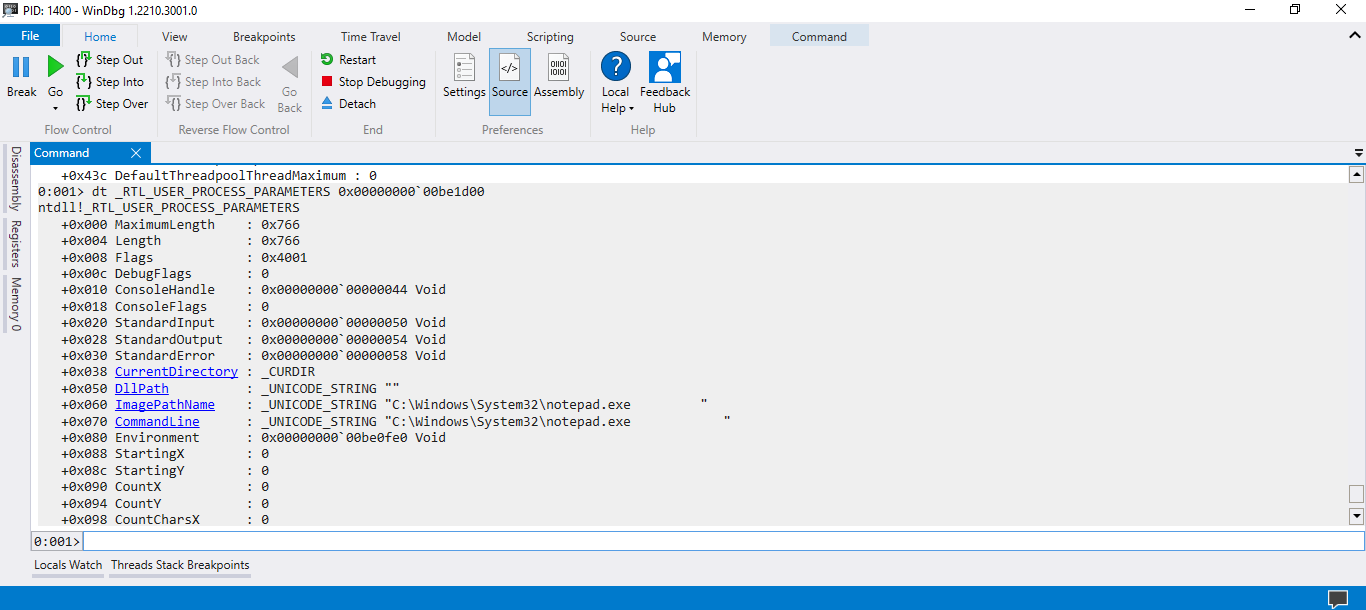 PID: 1400 - WinDbg 1.2210.3001.0
File Home View Breakpoints Time Travel Model Scripting Source Memory Command
Break
Go
Step Out
Step Into
Step Over
Flow Control
Step Out Back
Step Into Back
Step Over Back
Go
Back
Reverse Flow Control
Restart
Stop Debugging
Detach
End
Settings
Source
Assembly
Preferences
Local
Help
Feedback
Hub
Help
Disassembly
Registers
Memory 0
Command
+0x43c DefaultThreadpoolThreadMaximum : 0
0:001> dt _RTL_USER_PROCESS_PARAMETERS 0x00000000`00be1d00
ntdll!_RTL_USER_PROCESS_PARAMETERS
+0x000 MaximumLength : 0x766
+0x004 Length : 0x766
+0x008 Flags : 0x4001
+0x00c DebugFlags : 0
+0x010 ConsoleHandle : 0x00000000`00000044 Void
+0x018 ConsoleFlags : 0
+0x020 StandardInput : 0x00000000`00000050 Void
+0x028 StandardOutput : 0x00000000`00000054 Void
+0x030 StandardError : 0x00000000`00000058 Void
+0x038 CurrentDirectory : _CURDIR
+0x050 DllPath : _UNICODE_STRING ""
+0x060 ImagePathName : _UNICODE_STRING "C:\Windows\System32\notepad.exe         "
+0x070 CommandLine : _UNICODE_STRING "C:\Windows\System32\notepad.exe            "
+0x080 Environment : 0x00000000`00be0fe0 Void
+0x088 StartingX : 0
+0x08c StartingY : 0
+0x090 CountX : 0
+0x094 CountY : 0
+0x098 CountCharsX : 0
0:001>
Locals Watch Threads Stack Breakpoints